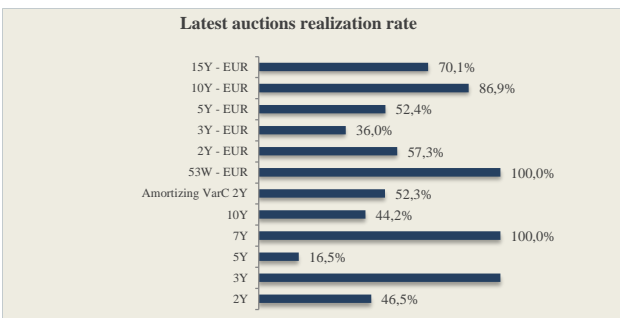 Latest auctions realization rate
15Y - EUR 70,1%
10Y - EUR 86,9%
5Y - EUR 52,4%
3Y - EUR 36,0%
2Y - EUR 57,3%
53W - EUR 100,0%
Amortizing VarC 2Y 52,3%
10Y 44,2%
7Y 100,0%
5Y 16,5%
3Y
2Y 46,5%